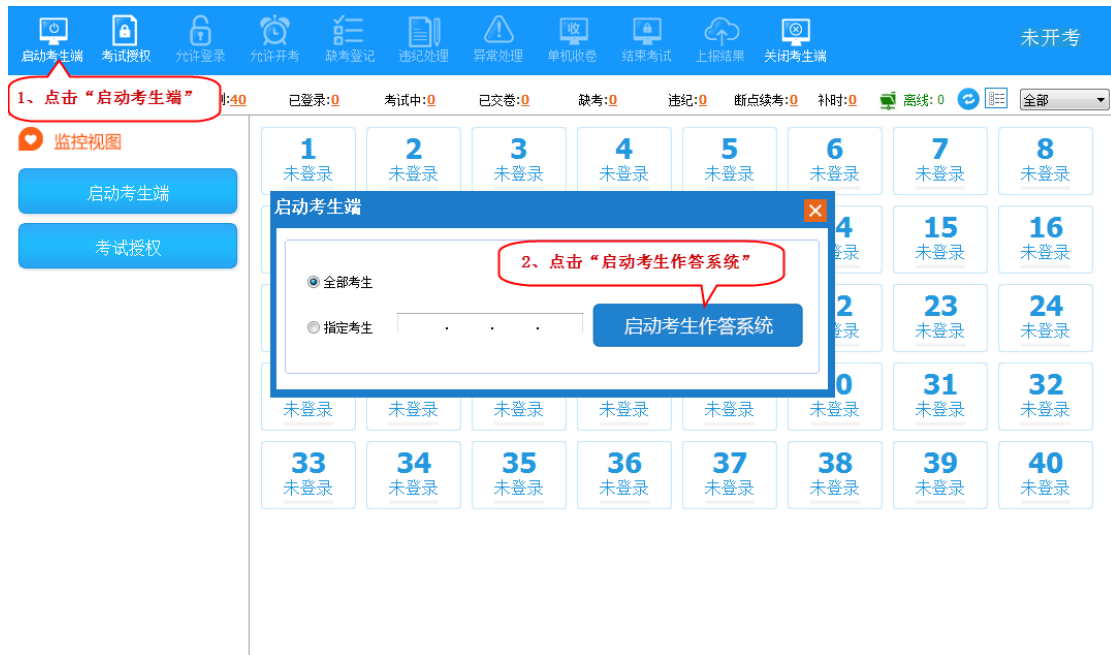 启动考生端 考试授权 允许登录 允许开考 缺考登记 违纪处理 异常处理 单机收卷 结束考试 上报结果 关闭考生端 未开考
1、点击“启动考生端”
:40 已登录:0 考试中:0 已交卷:0 缺考:0 违纪:0 断点续考:0 补时:0 离线:0 全部
监控视图
启动考生端
考试授权
1 2 3 4 5 6 7 8
未登录 未登录 未登录 未登录 未登录 未登录 未登录 未登录
启动考生端
4 15 16
登录 未登录 未登录
2、点击“启动考生作答系统”
全部考生
指定考生 . . . 启动考生作答系统
2 23 24
登录 未登录 未登录
0 31 32
未登录 未登录 未登录 未登录 未登录 未登录 未登录 未登录
33 34 35 36 37 38 39 40
未登录 未登录 未登录 未登录 未登录 未登录 未登录 未登录